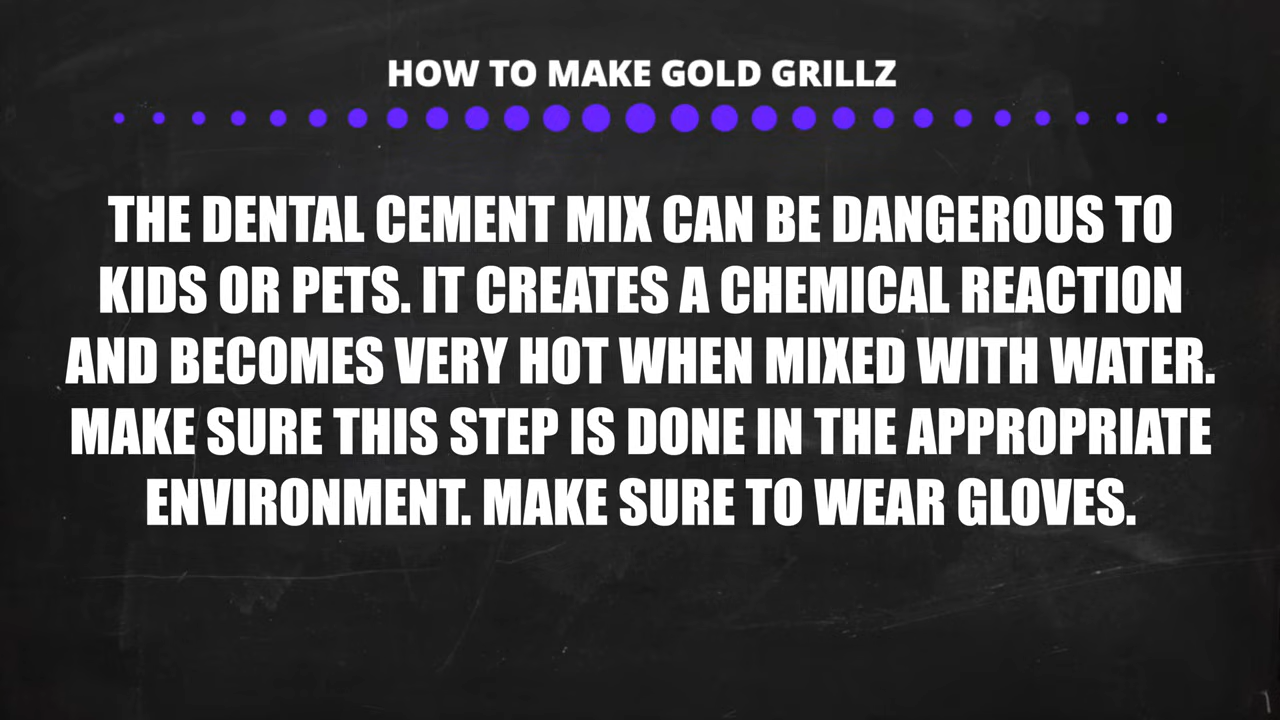 HOW TO MAKE GOLD GRILLZ
THE DENTAL CEMENT MIX CAN BE DANGEROUS TO
KIDS OR PETS. IT CREATES A CHEMICAL REACTION
AND BECOMES VERY HOT WHEN MIXED WITH WATER.
MAKE SURE THIS STEP IS DONE IN THE APPROPRIATE
ENVIRONMENT. MAKE SURE TO WEAR GLOVES.